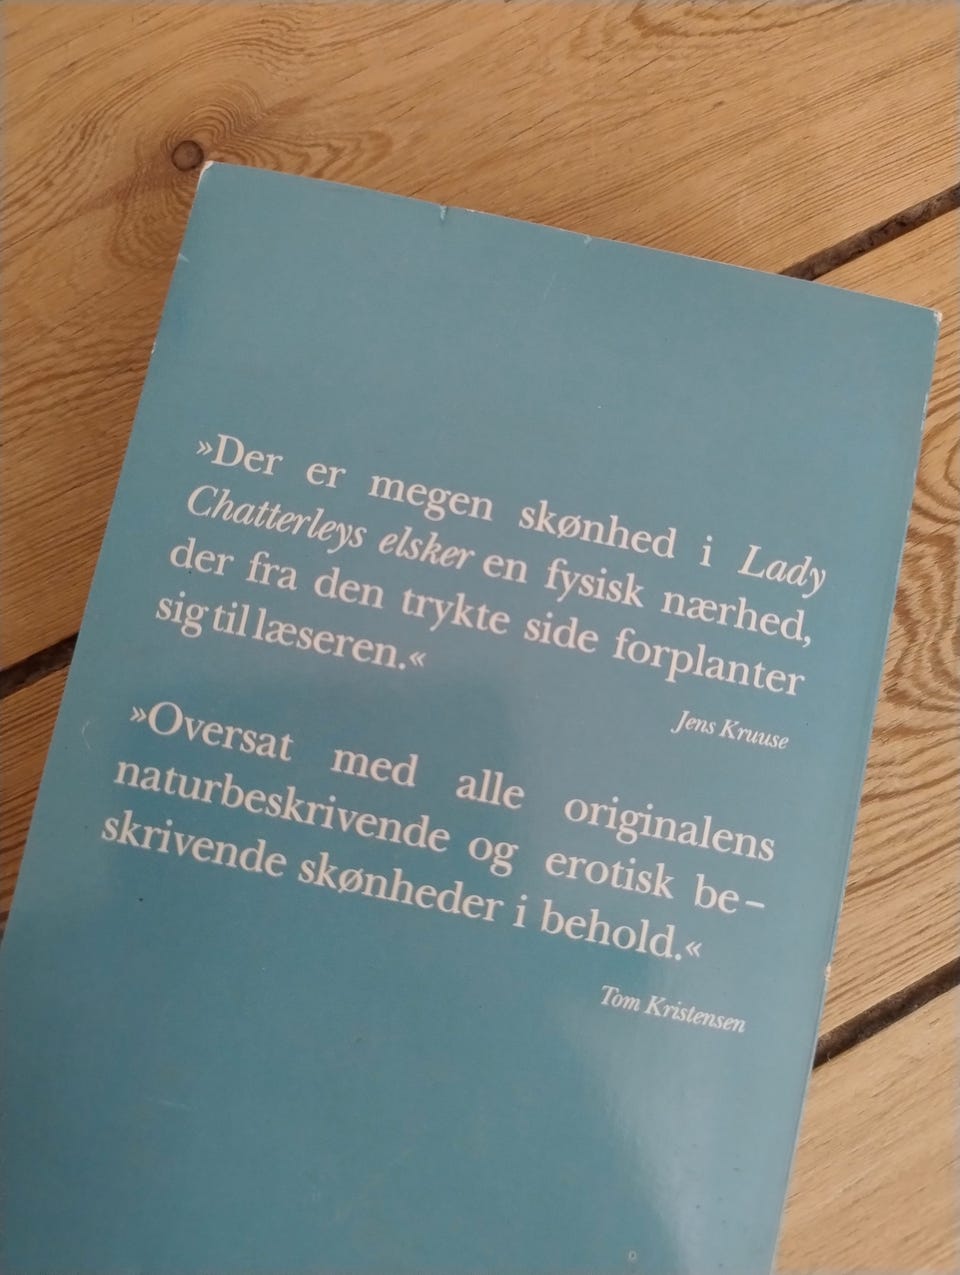 »Der er megen skønhed i Lady
Chatterleys elsker en fysisk nærhed,
der fra den trykte side forplanter
sig til læseren.«
Jens Kruuse
»Oversat med alle originalens
naturbeskrivende og erotisk be-
skrivende skønheder i behold.«
Tom Kristensen